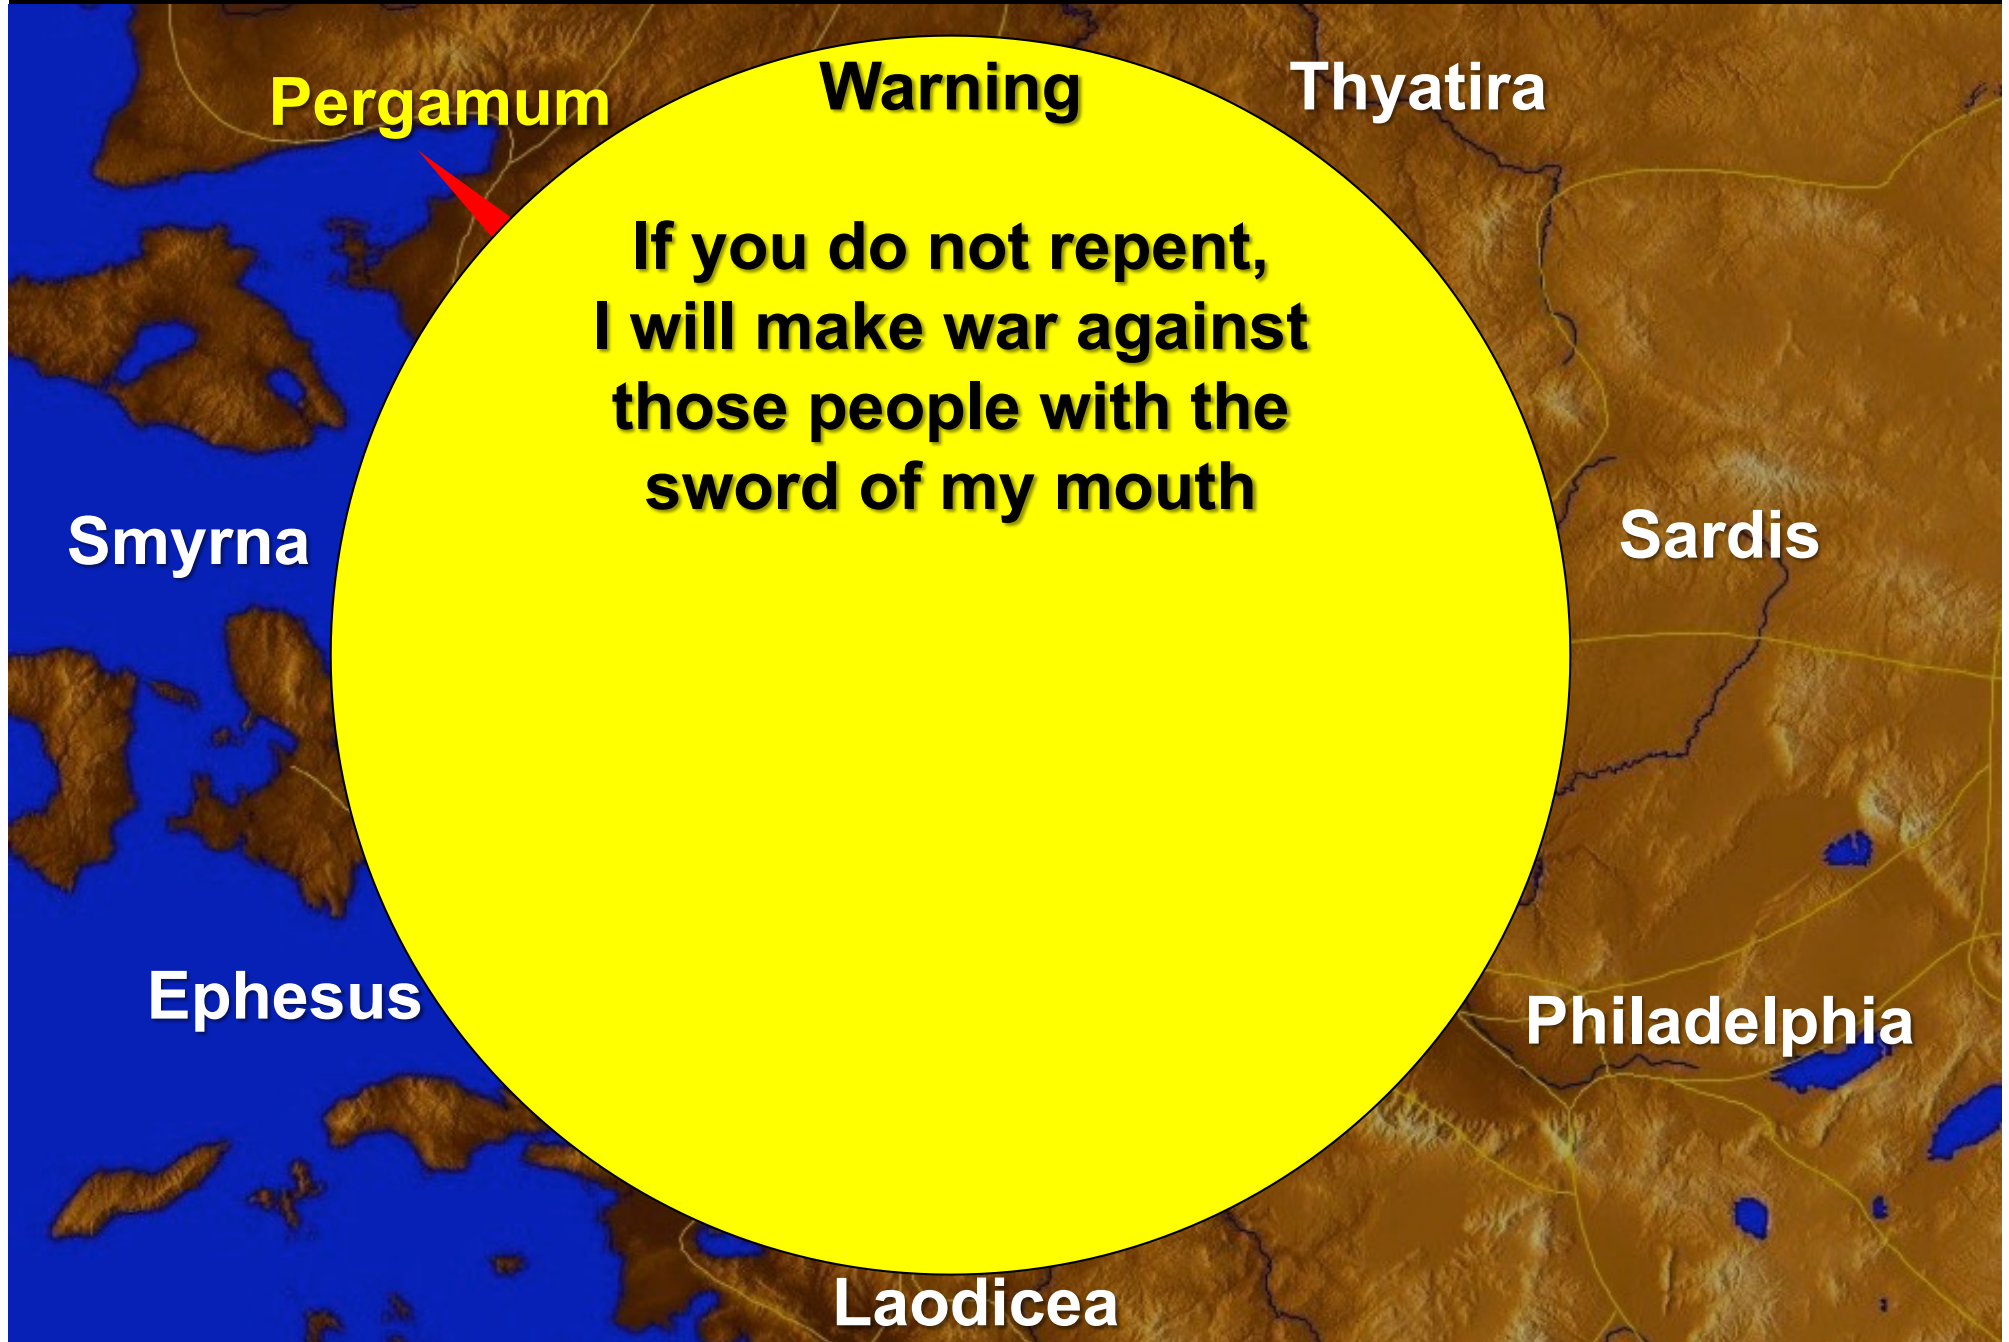 Pergamum
Warning
Thyatira
If you do not repent,
I will make war against
those people with the
sword of my mouth
Smyrna
Sardis
Ephesus
Philadelphia
Laodicea